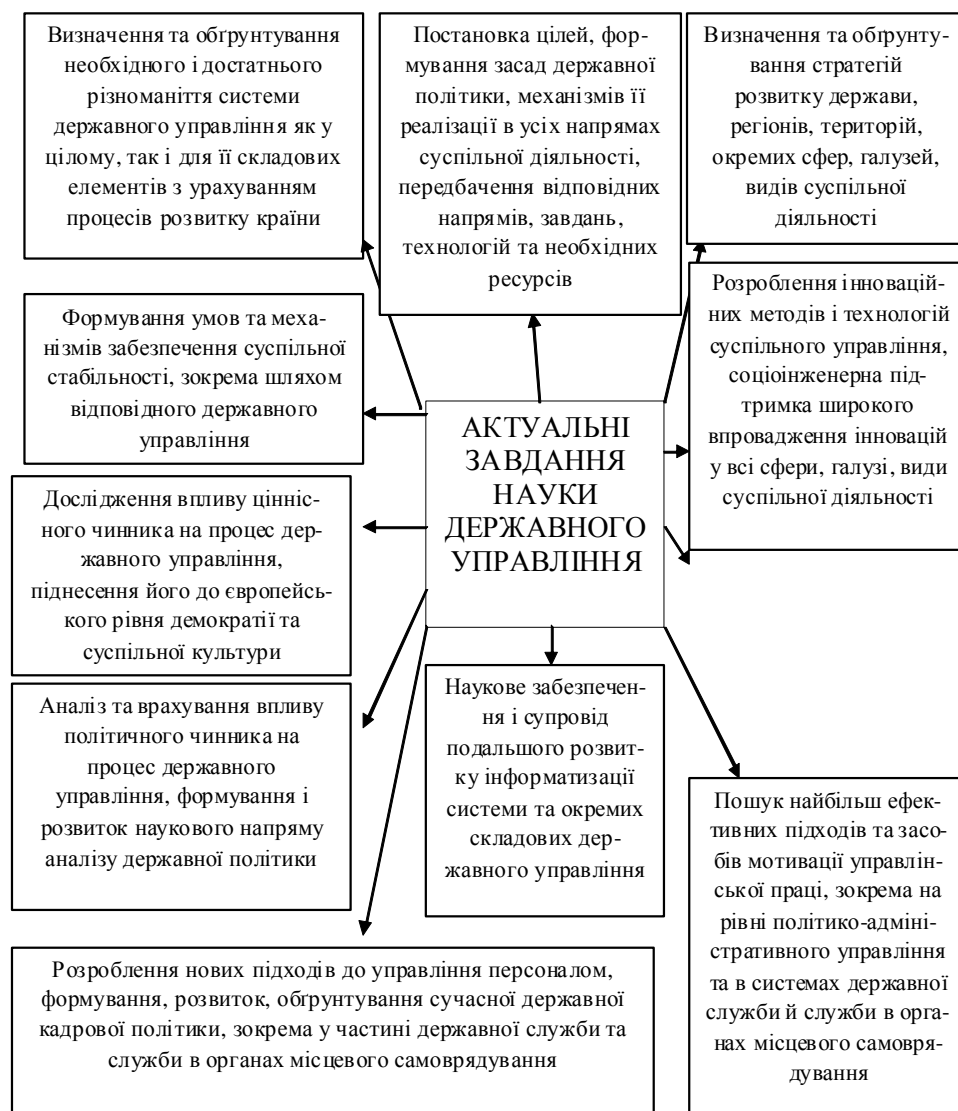 Визначення та обґрунтування
необхідного і достатнього
різноманіття системи
державного управління як у
цілому, так і для її складових
елементів з урахуванням
процесів розвитку країни
Постановка цілей, фор-
мування засад державної
політики, механізмів її
реалізації в усіх напрямах
суспільної діяльності,
передбачення відповідних
напрямів, завдань,
технологій та необхідних
ресурсів
Визначення та обґрунту-
вання стратегій
розвитку держави,
регіонів, територій,
окремих сфер, галузей,
видів суспільної
діяльності
Формування умов та меха-
нізмів забезпечення суспільної
стабільності, зокрема шляхом
відповідного державного
управління
АКТУАЛЬНІ
ЗАВДАННЯ
НАУКИ
ДЕРЖАВНОГО
УПРАВЛІННЯ
Розроблення інновацій-
них методів і технологій
суспільного управління,
соціоінженерна під-
тримка широкого
впровадження інновацій
у всі сфери, галузі, види
суспільної діяльності
Дослідження впливу цінніс-
ного чинника на процес дер-
жавного управління,
піднесення його до європейсь-
кого рівня демократії та
суспільної культури
Аналіз та врахування впливу
політичного чинника на
процес державного
управління, формування і
розвиток наукового напряму
аналізу державної політики
Наукове забезпечен-
ня і супровід
подальшого розвит-
ку інформатизації
системи та окремих
складових дер-
жавного управління
Пошук найбільш ефек-
тивних підходів та засо-
бів мотивації управлін-
ської праці, зокрема на
рівні політико-адміні-
стративного управління
та в системах державної
служби й служби в орга-
нах місцевого самовря-
дування
Розроблення нових підходів до управління персоналом,
формування, розвиток, обґрунтування сучасної державної
кадрової політики, зокрема у частині державної служби та
служби в органах місцевого самоврядування